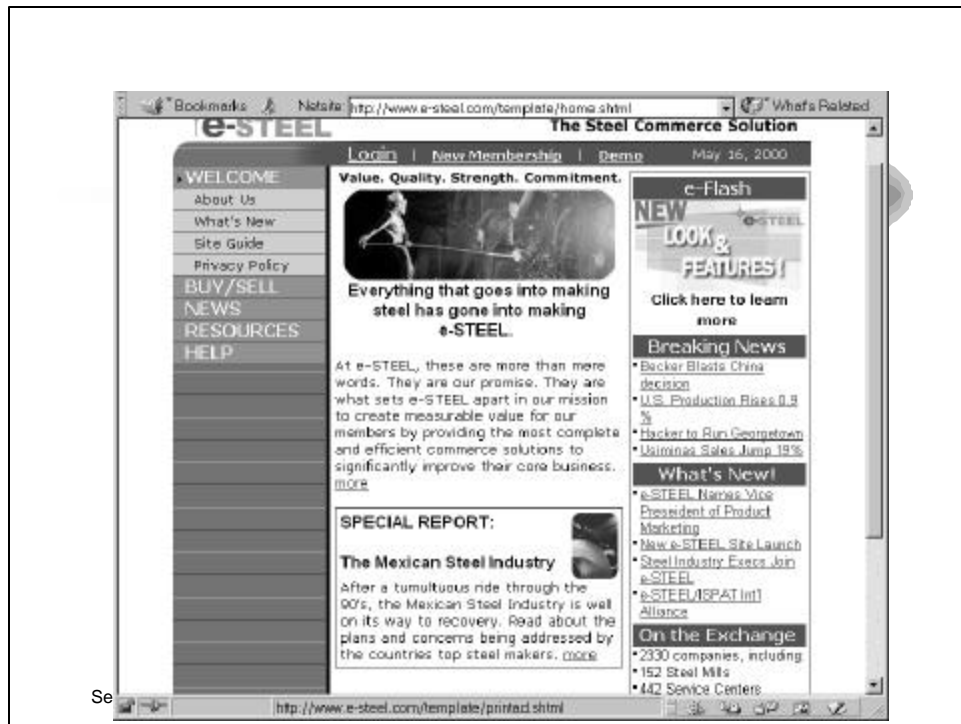 Bookmarks Netsite: http://www.e-steel.com/template/home.shtml What's Related
e-STEEL
The Steel Commerce Solution
Login | New Membership | Demo May 16, 2000
WELCOME
About Us
What's New
Site Guide
Privacy Policy
BUY/SELL
NEWS
RESOURCES
HELP
Value. Quality. Strength. Commitment.
Everything that goes into making
steel has gone into making
e-STEEL.
At e-STEEL, these are more than mere
words. They are our promise. They are
what sets e-STEEL apart in our mission
to create measurable value for our
members by providing the most complete
and efficient commerce solutions to
significantly improve their core business.
more
SPECIAL REPORT:
The Mexican Steel Industry
After a tumultuous ride through the
90's, the Mexican Steel Industry is well
on its way to recovery. Read about the
plans and concerns being addressed by
the countries top steel makers. more
e-Flash
NEW
e-STEEL
LOOK &
FEATURES!
Click here to learn
more
Breaking News
Becker Blasts China
decision
U.S. Production Rises 0.9
%
Hacker to Run Georgetown
Usiminas Sales Jump 19%
What's New!
e-STEEL Names Vice
Preseident of Product
Marketing
New e-STEEL Site Launch
Steel Industry Execs Join
e-STEEL
e-STEEL/ISPAT Int'l
Alliance
On the Exchange
2330 companies, including:
152 Steel Mills
442 Service Centers
Se
http://www.e-steel.com/template/printad.shtml